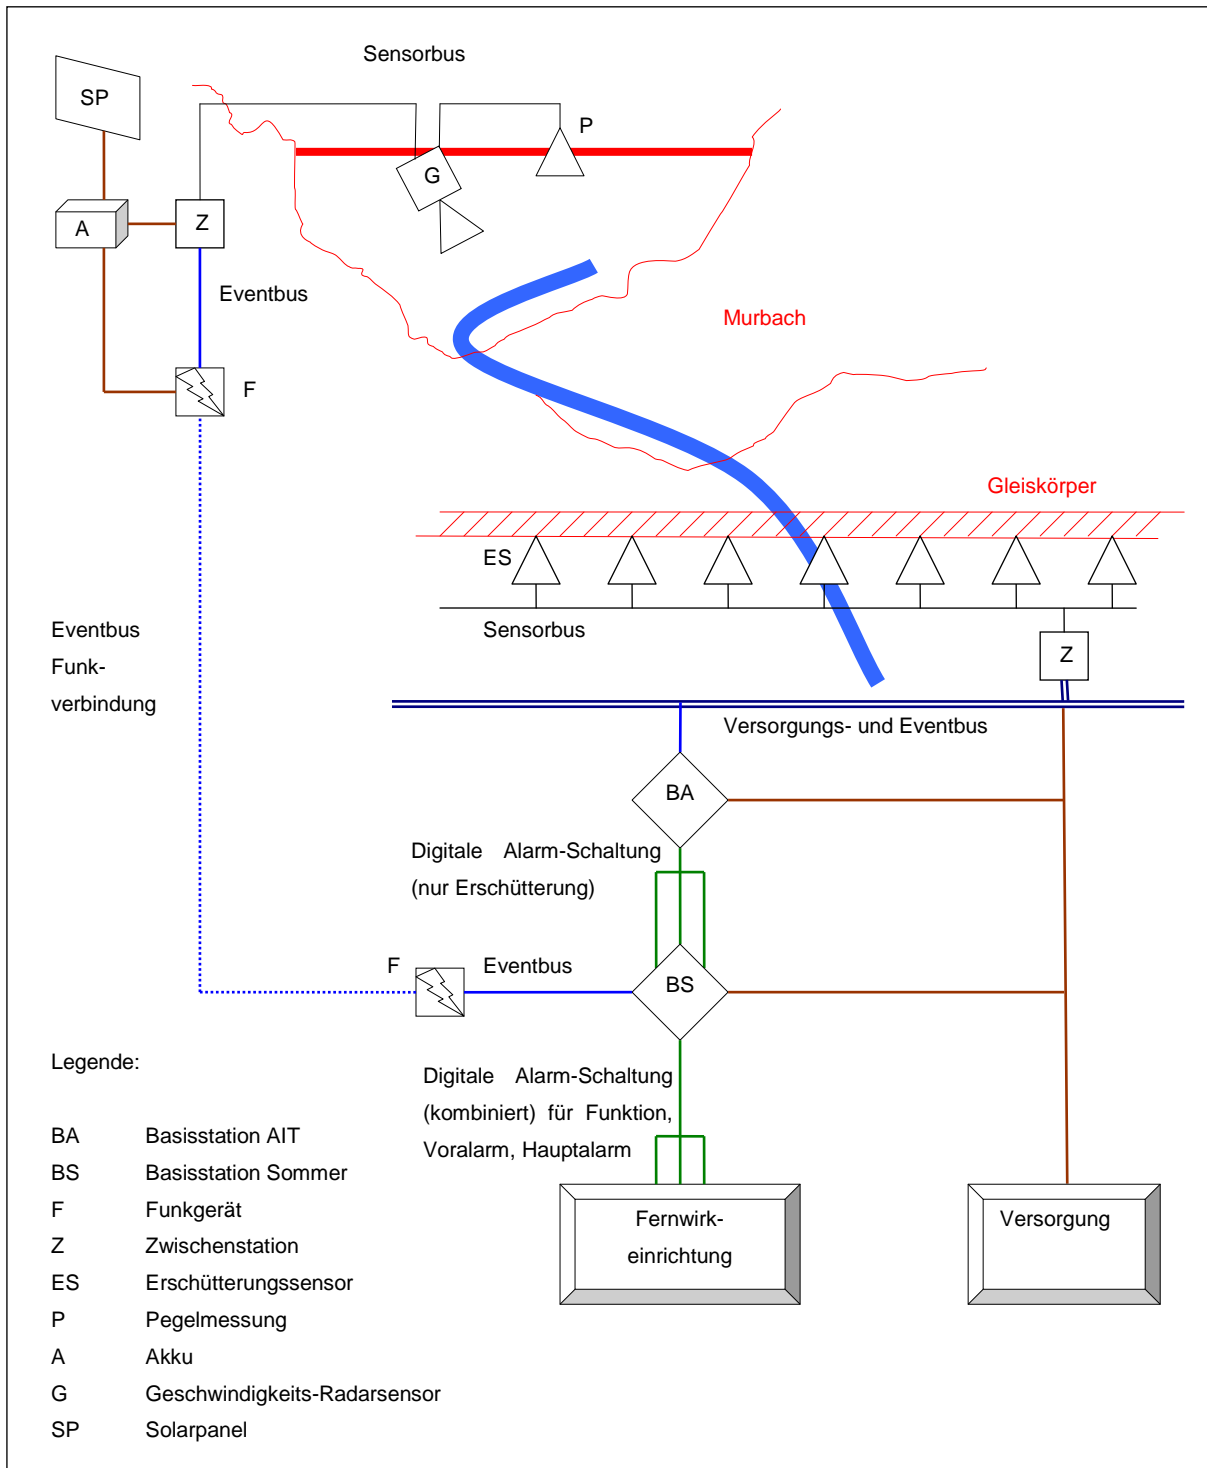 Sensorbus
SP
P
G
A
Z
Eventbus
Murbach
F
Gleiskörper
ES
Eventbus
Funk-
verbindung
Sensorbus
Z
Versorgungs- und Eventbus
BA
Digitale Alarm-Schaltung
(nur Erschütterung)
F
Eventbus
BS
Legende:
Digitale Alarm-Schaltung
(kombiniert) für Funktion,
Voralarm, Hauptalarm
BA Basisstation AIT
BS Basisstation Sommer
F Funkgerät
Z Zwischenstation
ES Erschütterungssensor
P Pegelmessung
A Akku
G Geschwindigkeits-Radarsensor
SP Solarpanel
Fernwirk-
einrichtung
Versorgung